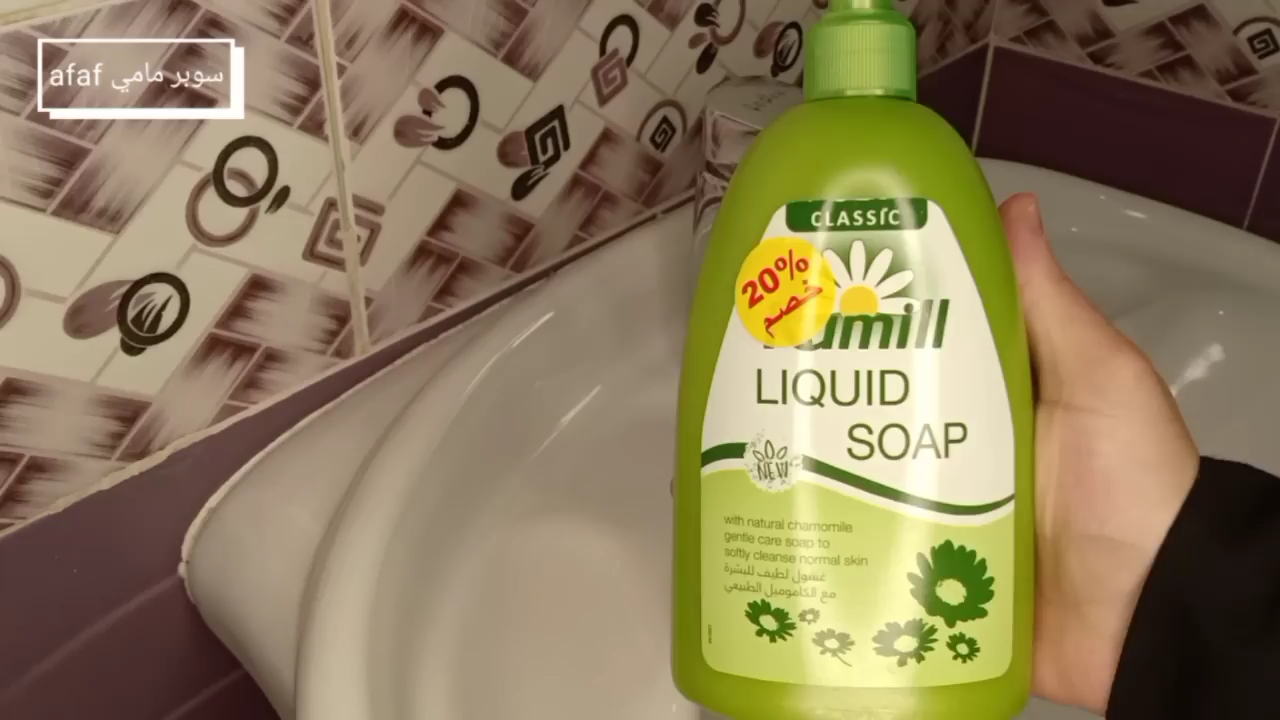 سوبر مامي afaf
CLASSIC
20%
خصم
LIQUID
SOAP
NEW
with natural chamomile
gentle care soap to
softly cleanse normal skin
غسول لطيف للبشرة
مع الكاموميل الطبيعي